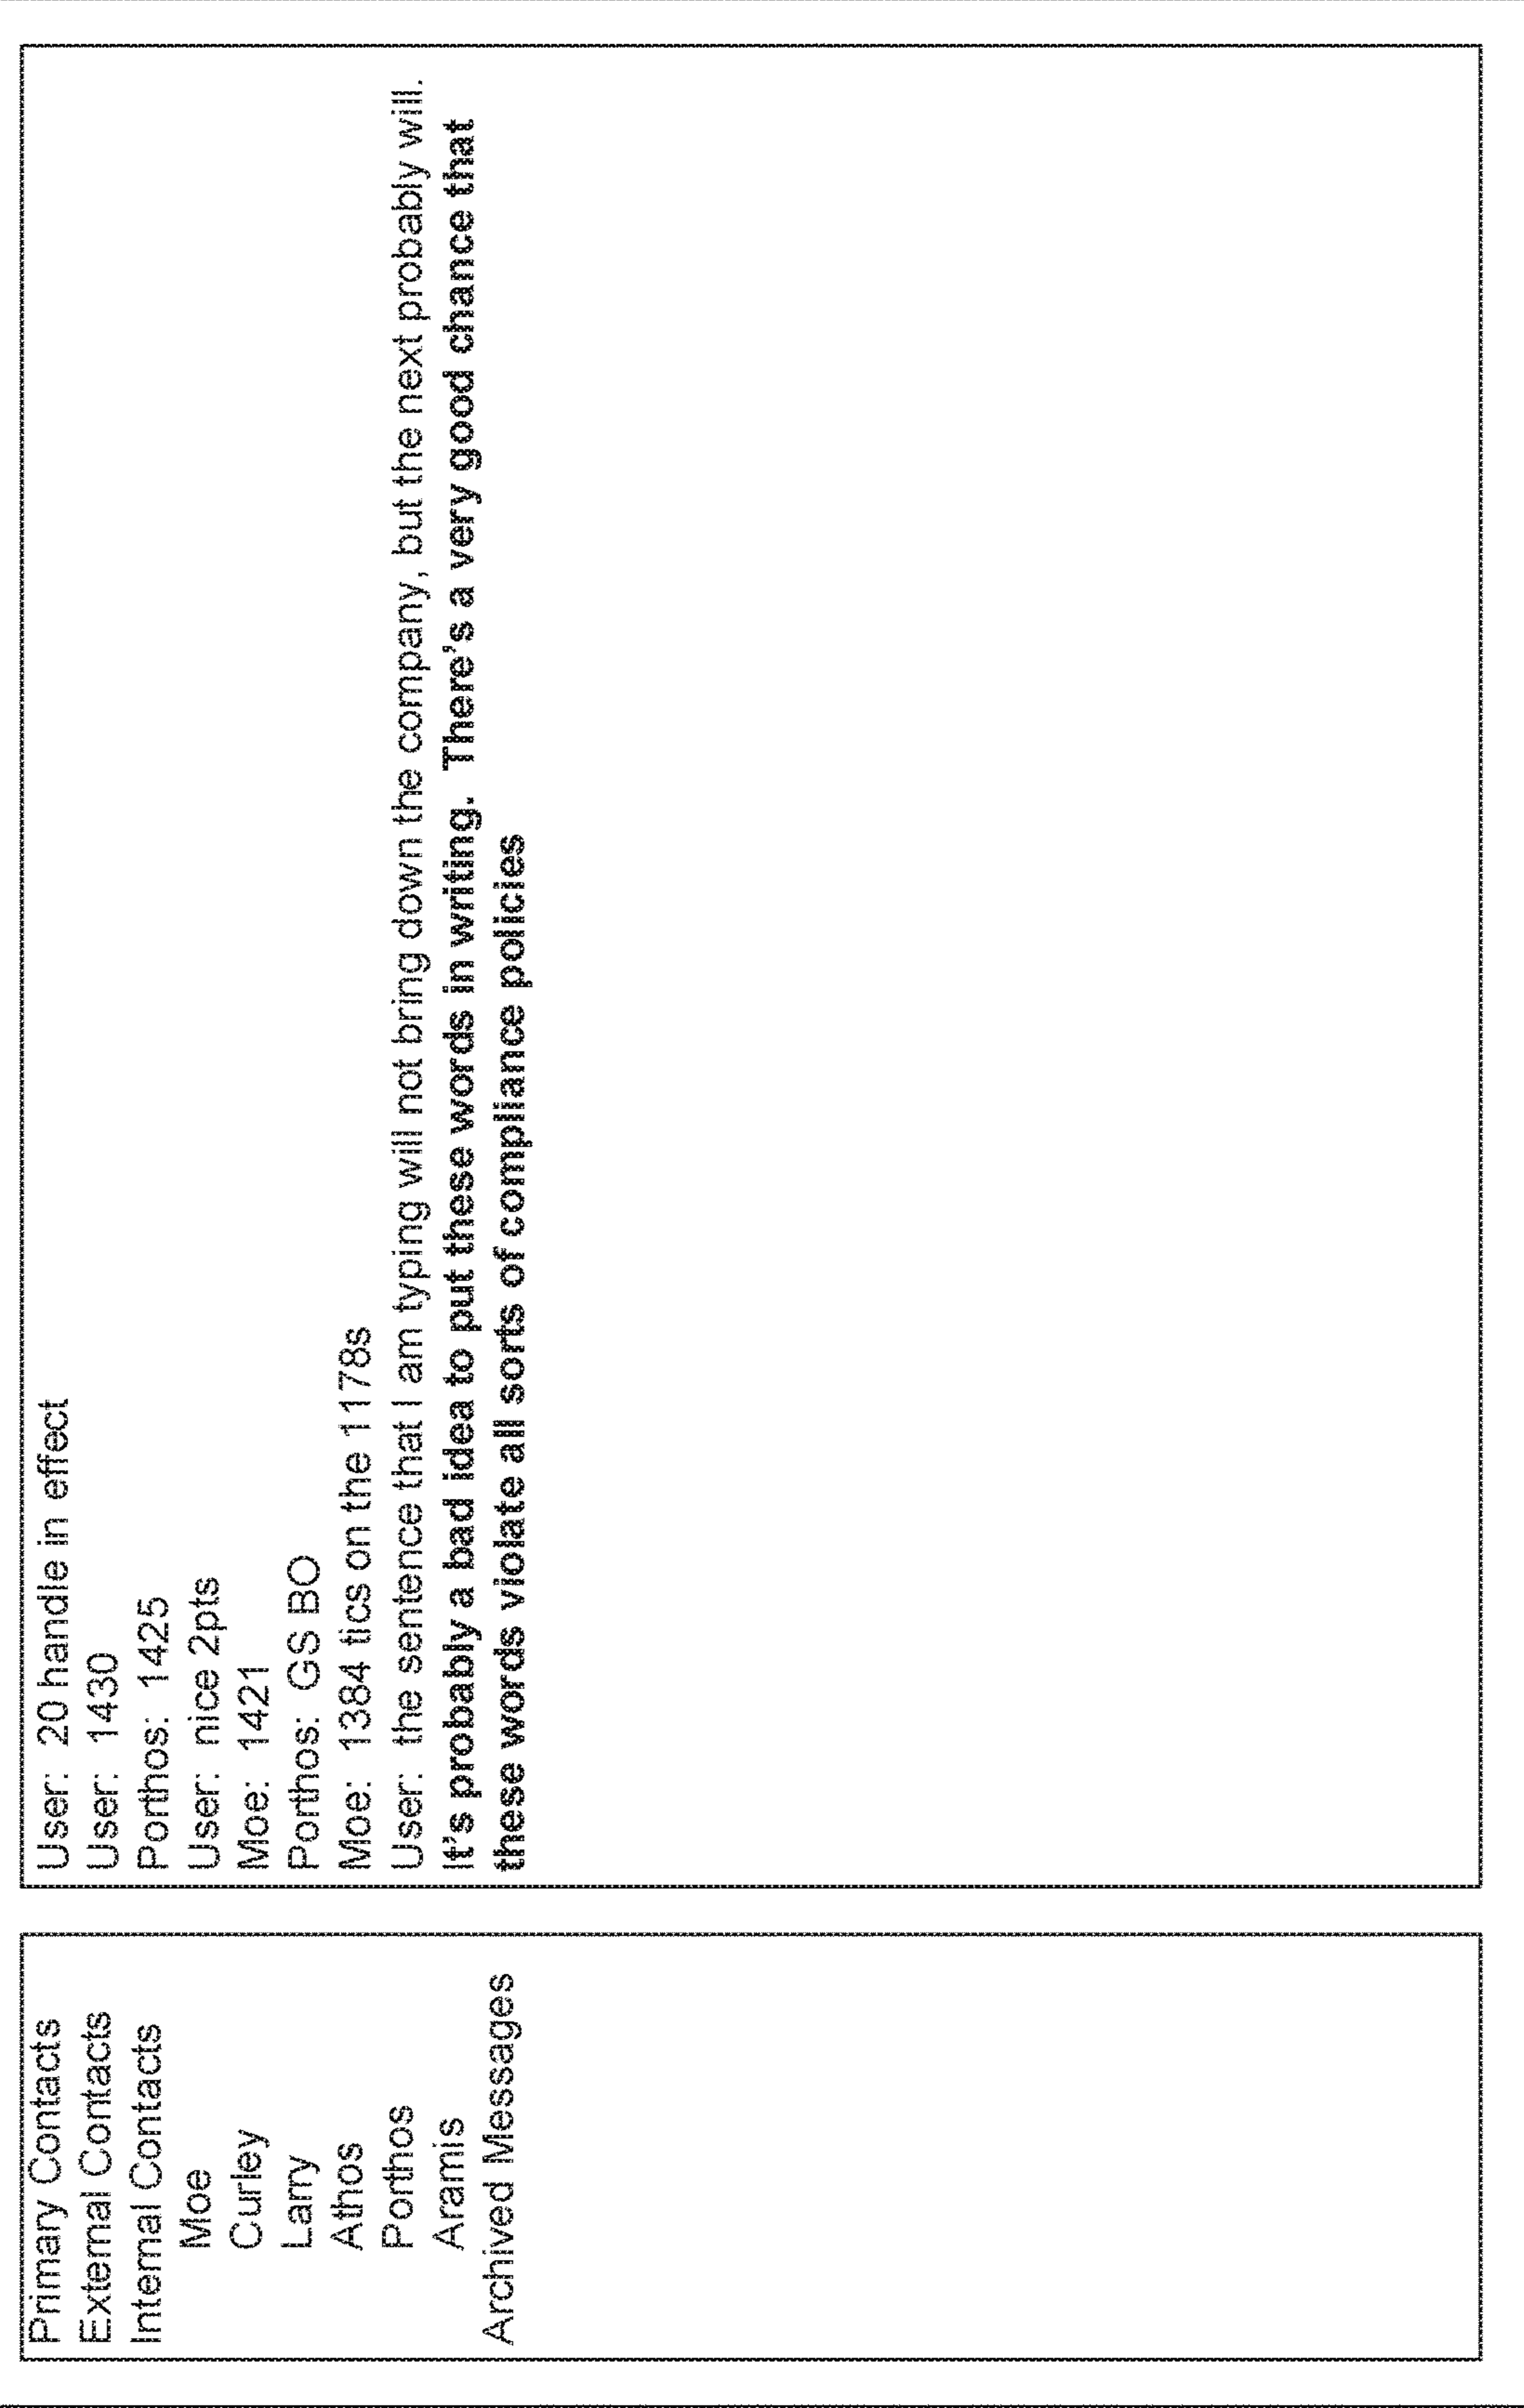 Primary Contacts
External Contacts
Internal Contacts
Moe
Curley
Larry
Athos
Porthos
Aramis
Archived Messages
User: 20 handle in effect
User: 1430
Porthos: 1425
User: nice 2pts
Moe: 1421
Porthos: GS BO
Moe: 1384 tics on the 1178s
User: the sentence that I am typing will not bring down the company, but the next probably will.
It's probably a bad idea to put these words in writing. There's a very good chance that
these words violate all sorts of compliance policies